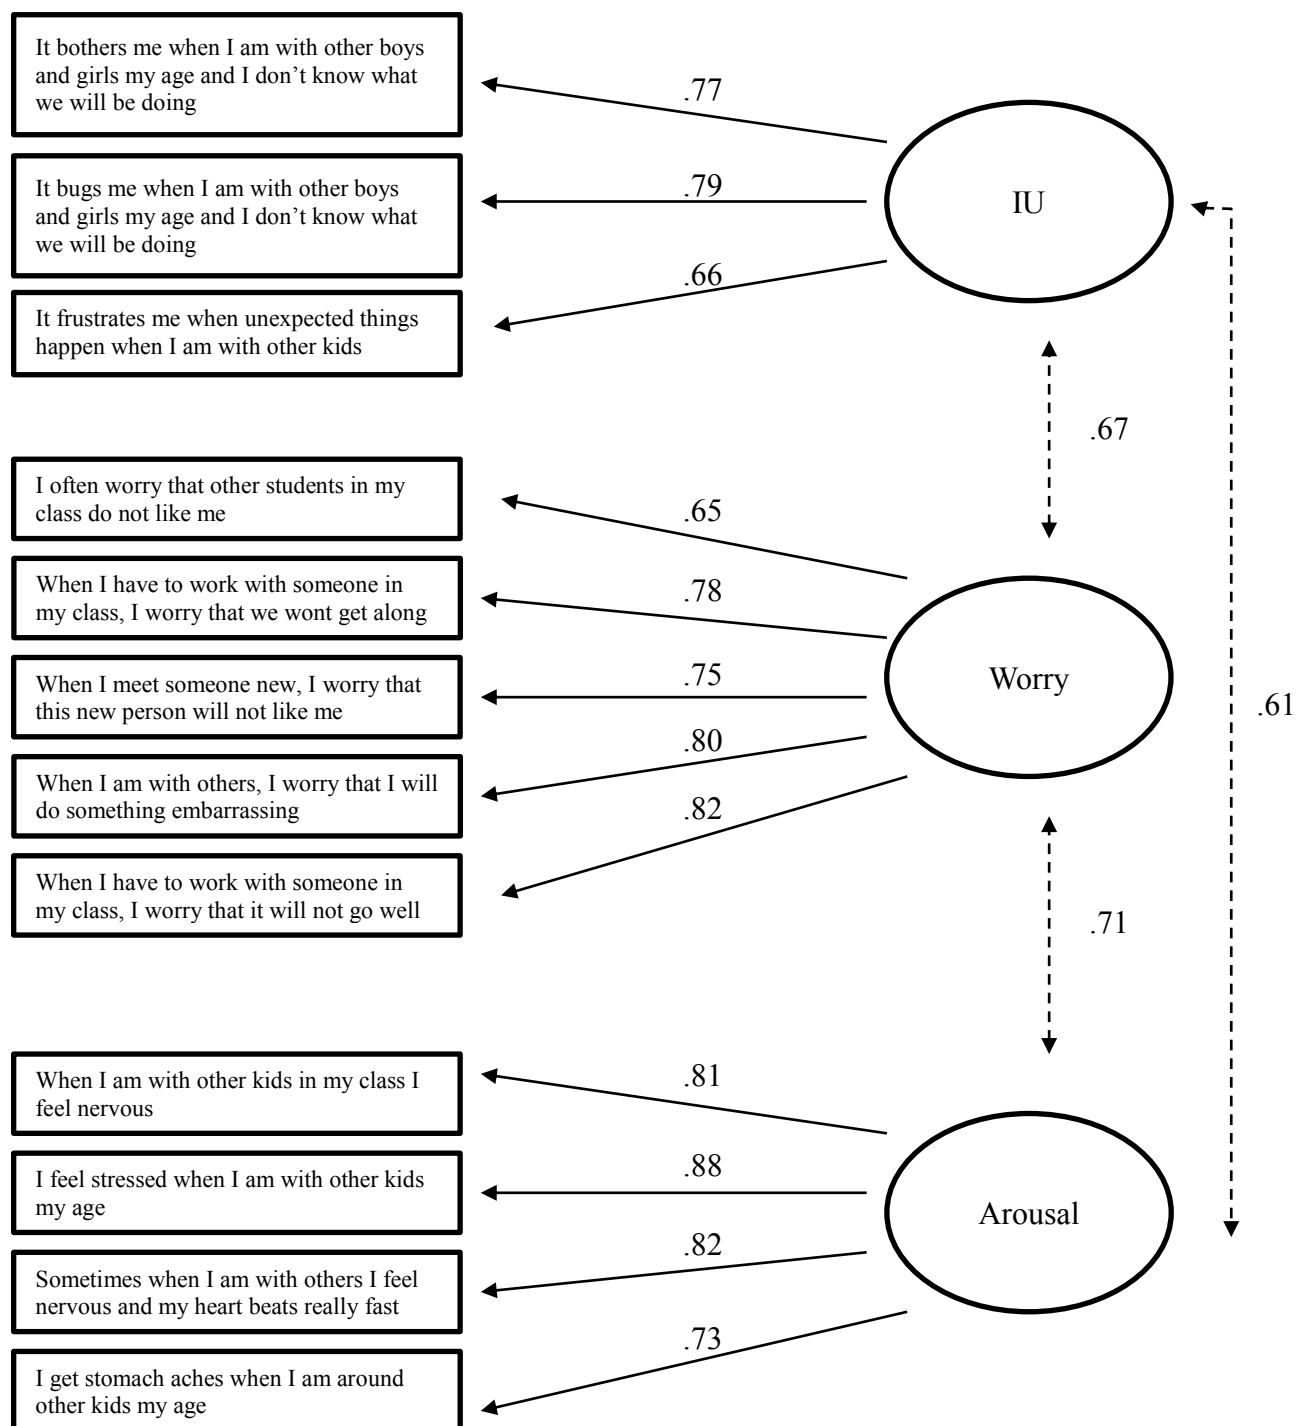 It bothers me when I am with other boys
and girls my age and I don’t know what
we will be doing
.77
It bugs me when I am with other boys
and girls my age and I don’t know what
we will be doing
.79
IU
It frustrates me when unexpected things
happen when I am with other kids
.66
.67
I often worry that other students in my
class do not like me
.65
When I have to work with someone in
my class, I worry that we wont get along
.78
When I meet someone new, I worry that
this new person will not like me
.75
Worry
.61
When I am with others, I worry that I will
do something embarrassing
.80
When I have to work with someone in
my class, I worry that it will not go well
.82
.71
When I am with other kids in my class I
feel nervous
.81
I feel stressed when I am with other kids
my age
.88
Arousal
Sometimes when I am with others I feel
nervous and my heart beats really fast
.82
I get stomach aches when I am around
other kids my age
.73